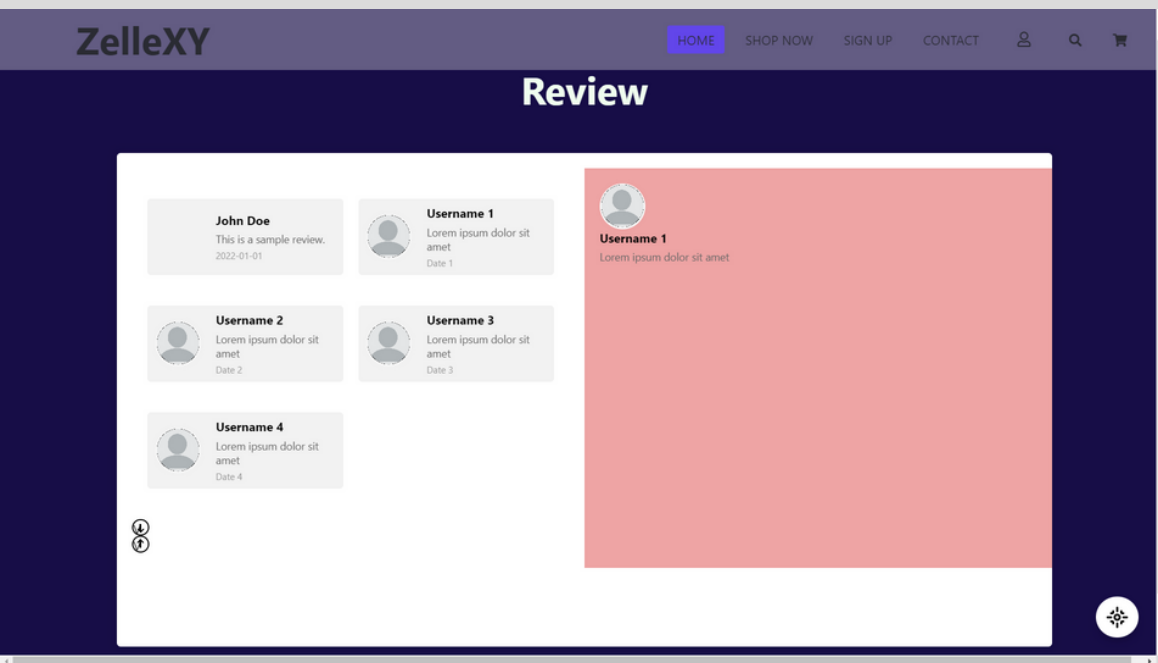 ZelleXY
HOME SHOP NOW SIGN UP CONTACT
Review
John Doe
This is a sample review.
2022-01-01
Username 1
Lorem ipsum dolor sit
amet
Date 1
Username 2
Lorem ipsum dolor sit
amet
Date 2
Username 3
Lorem ipsum dolor sit
amet
Date 3
Username 4
Lorem ipsum dolor sit
amet
Date 4
Username 1
Lorem ipsum dolor sit amet